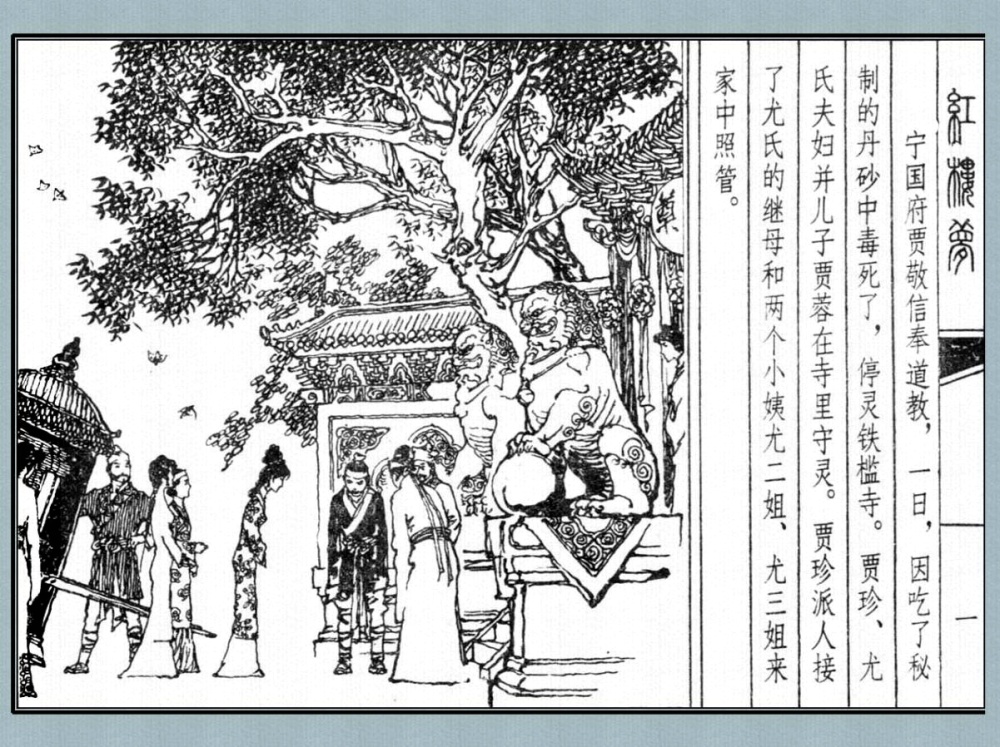 紅樓夢
一
宁国府贾敬信奉道教，一日，因吃了秘
制的丹砂中毒死了，停灵铁槛寺。贾珍、尤
氏夫妇并儿子贾蓉在寺里守灵。贾珍派人接
了尤氏的继母和两个小姨尤二姐、尤三姐来
家中照管。